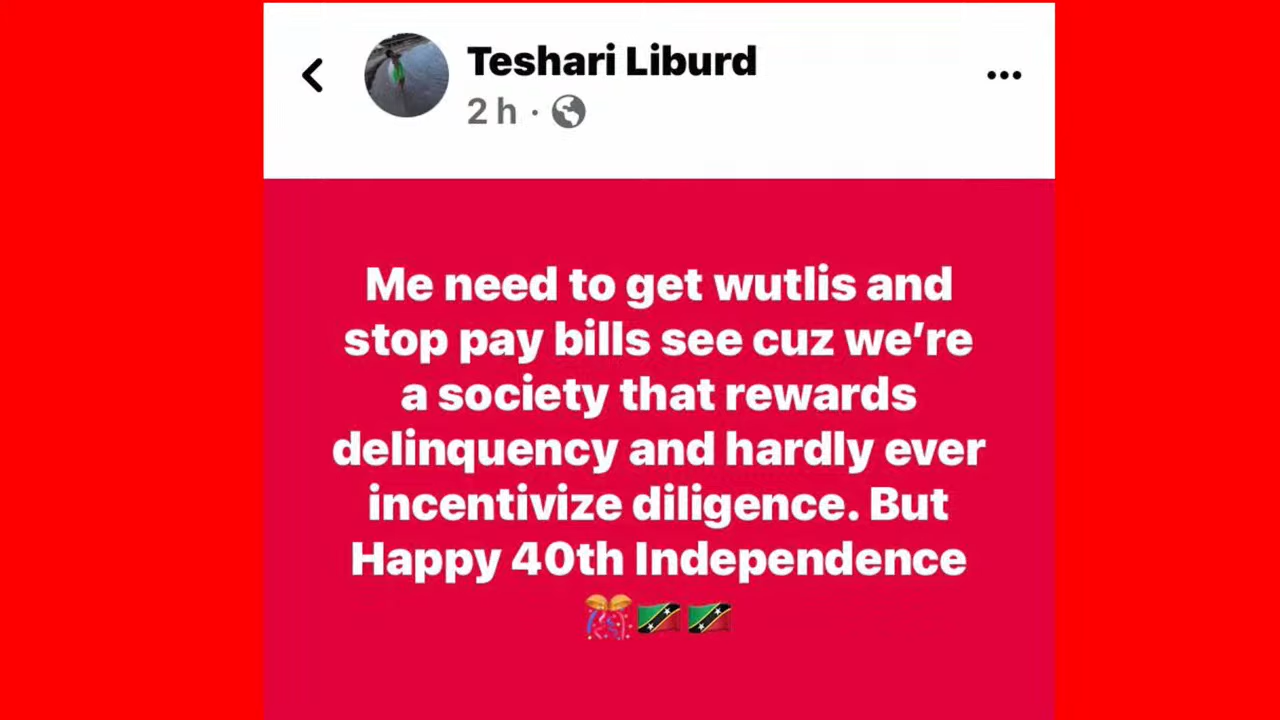 Teshari Liburd
2 h ·
Me need to get wutlis and
stop pay bills see cuz we're
a society that rewards
delinquency and hardly ever
incentivize diligence. But
Happy 40th Independence
🎊🇰🇳🇰🇳